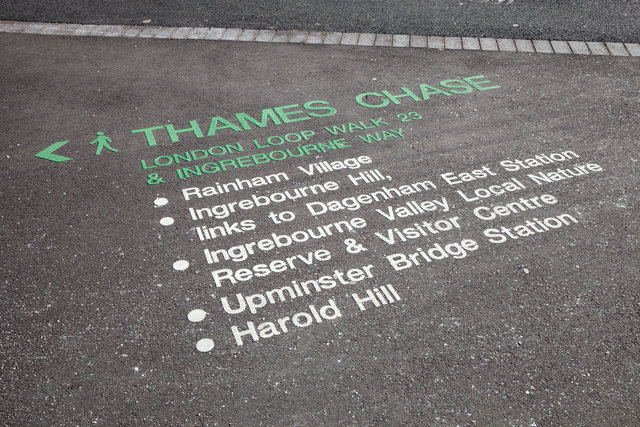 THAMES CHASE
LONDON LOOP WALK 23
& INGREBOURNE WAY
• Rainham Village
• Ingrebourne Hill,
links to Dagenham East Station
• Ingrebourne Valley Local Nature
Reserve & Visitor Centre
• Upminster Bridge Station
• Harold Hill